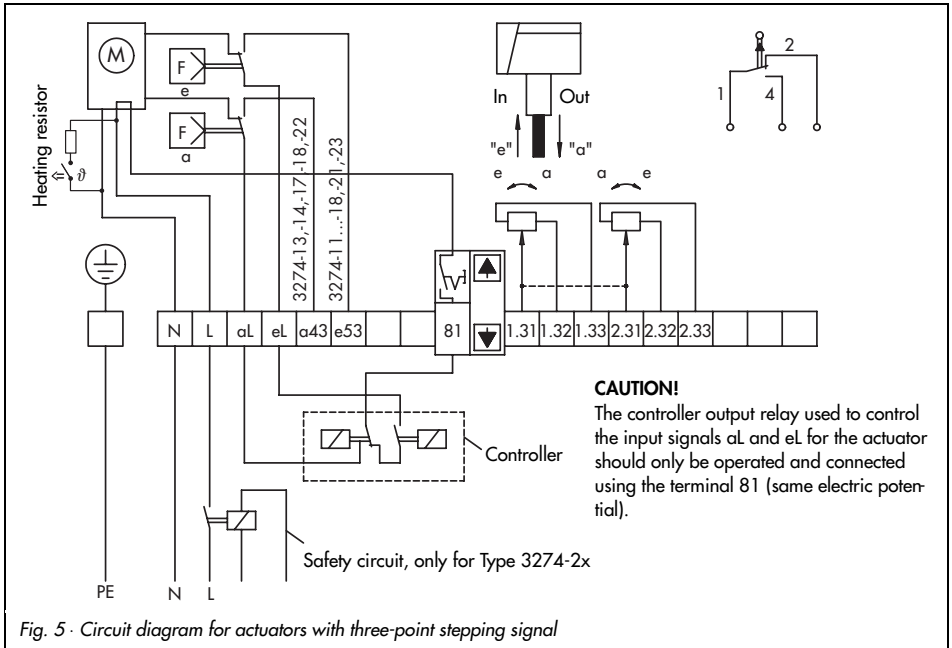 M
F
e
F
a
Heating resistor
ϑ
3274-13,-14,-17,-18,-22
3274-11...-18,-21,-23
In
Out
"e"
"a"
e
a
a
e
1
2
4
N
L
aL
eL
a43
e53
81
1.31
1.32
1.33
2.31
2.32
2.33
CAUTION!
The controller output relay used to control
the input signals aL and eL for the actuator
should only be operated and connected
using the terminal 81 (same electric poten-
tial).
Controller
Safety circuit, only for Type 3274-2x
PE
N
L
Fig. 5 · Circuit diagram for actuators with three-point stepping signal